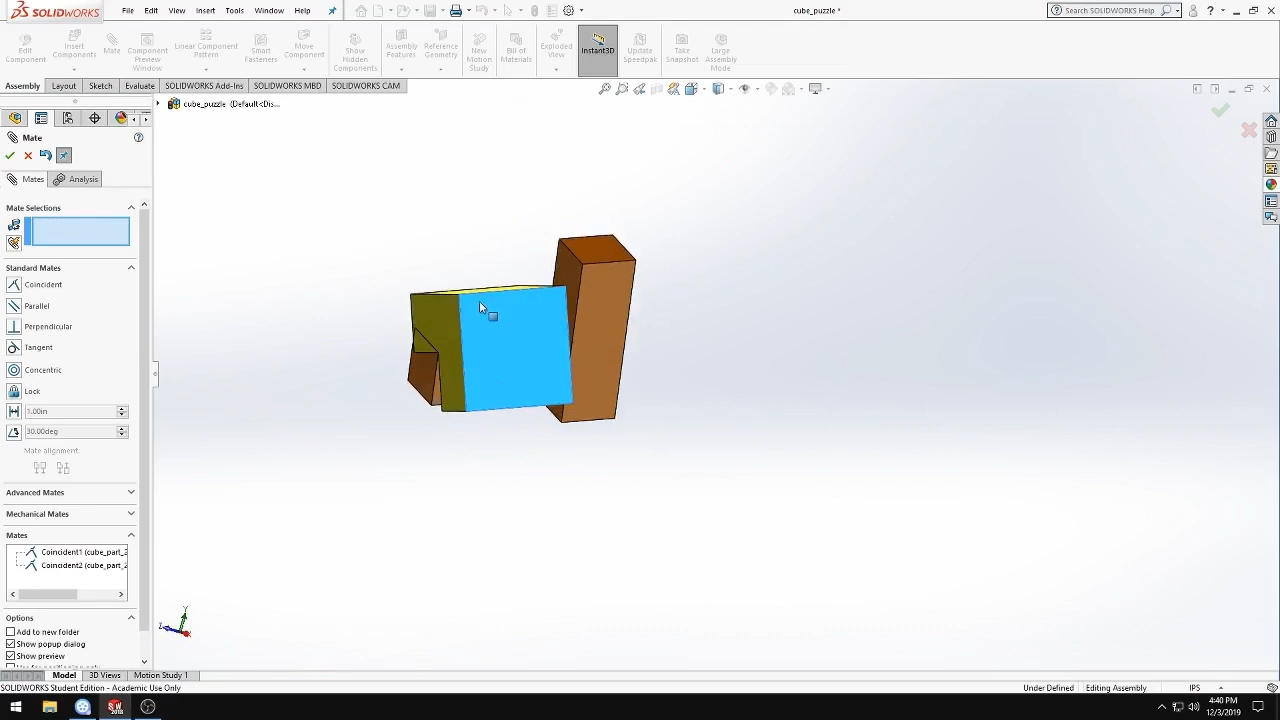 SOLIDWORKS File Edit View Insert Tools Window Help cube_puzzle * Search SOLIDWORKS Help
Edit Component
Insert Components
Mate
Component Preview Window
Linear Component Pattern
Smart Fasteners
Move Component
Show Hidden Components
Assembly Features
Reference Geometry
New Motion Study
Bill of Materials
Exploded View
Instant3D
Update Speedpak
Take Snapshot
Large Assembly Mode
Assembly Layout Sketch Evaluate SOLIDWORKS Add-Ins SOLIDWORKS MBD SOLIDWORKS CAM
cube_puzzle (Default<Dis...
Mate
Mates Analysis
Mate Selections
Standard Mates
Coincident
Parallel
Perpendicular
Tangent
Concentric
Lock
1.00in
30.00deg
Mate alignment:
Advanced Mates
Mechanical Mates
Mates
Coincident1 (cube_part_2
Coincident2 (cube_part_2
Options
Add to new folder
Show popup dialog
Show preview
Y
Z
Model 3D Views Motion Study 1
SOLIDWORKS Student Edition - Academic Use Only Under Defined Editing Assembly IPS
4:40 PM
12/3/2019